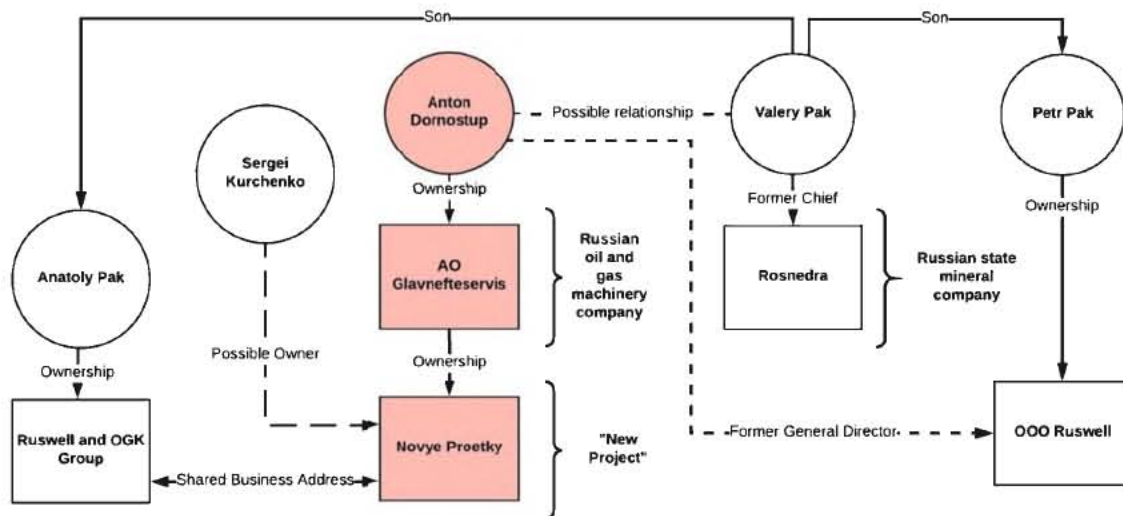 Son
Son
Anton
Dornostup
Possible relationship
Valery Pak
Petr Pak
Sergei
Kurchenko
Ownership
Former Chief
Ownership
Anatoly Pak
AO
Glavnefteservis
Russian
oil and
gas
machinery
company
Rosnedra
Russian state
mineral
company
Possible Owner
Ownership
Ownership
Ruswell and OGK
Group
Novye Proetky
"New
Project"
Former General Director
OOO Ruswell
Shared Business Address